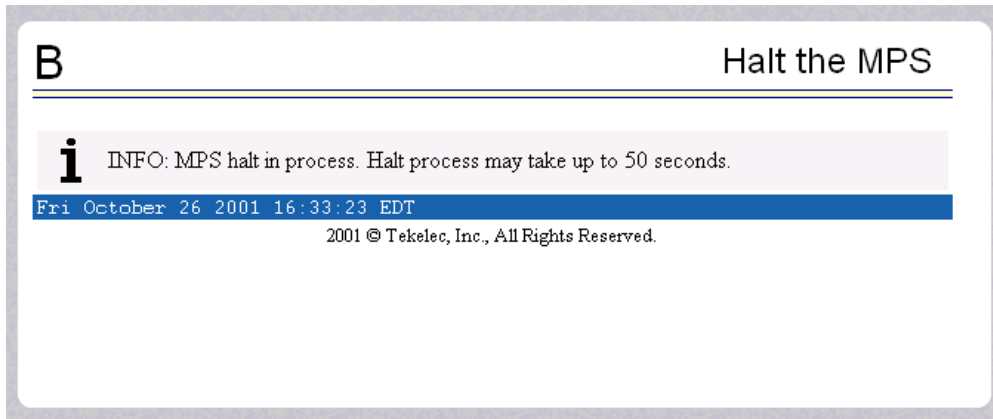 B
Halt the MPS
i
INFO: MPS halt in process. Halt process may take up to 50 seconds.
Fri October 26 2001 16:33:23 EDT
2001 © Tekelec, Inc., All Rights Reserved.